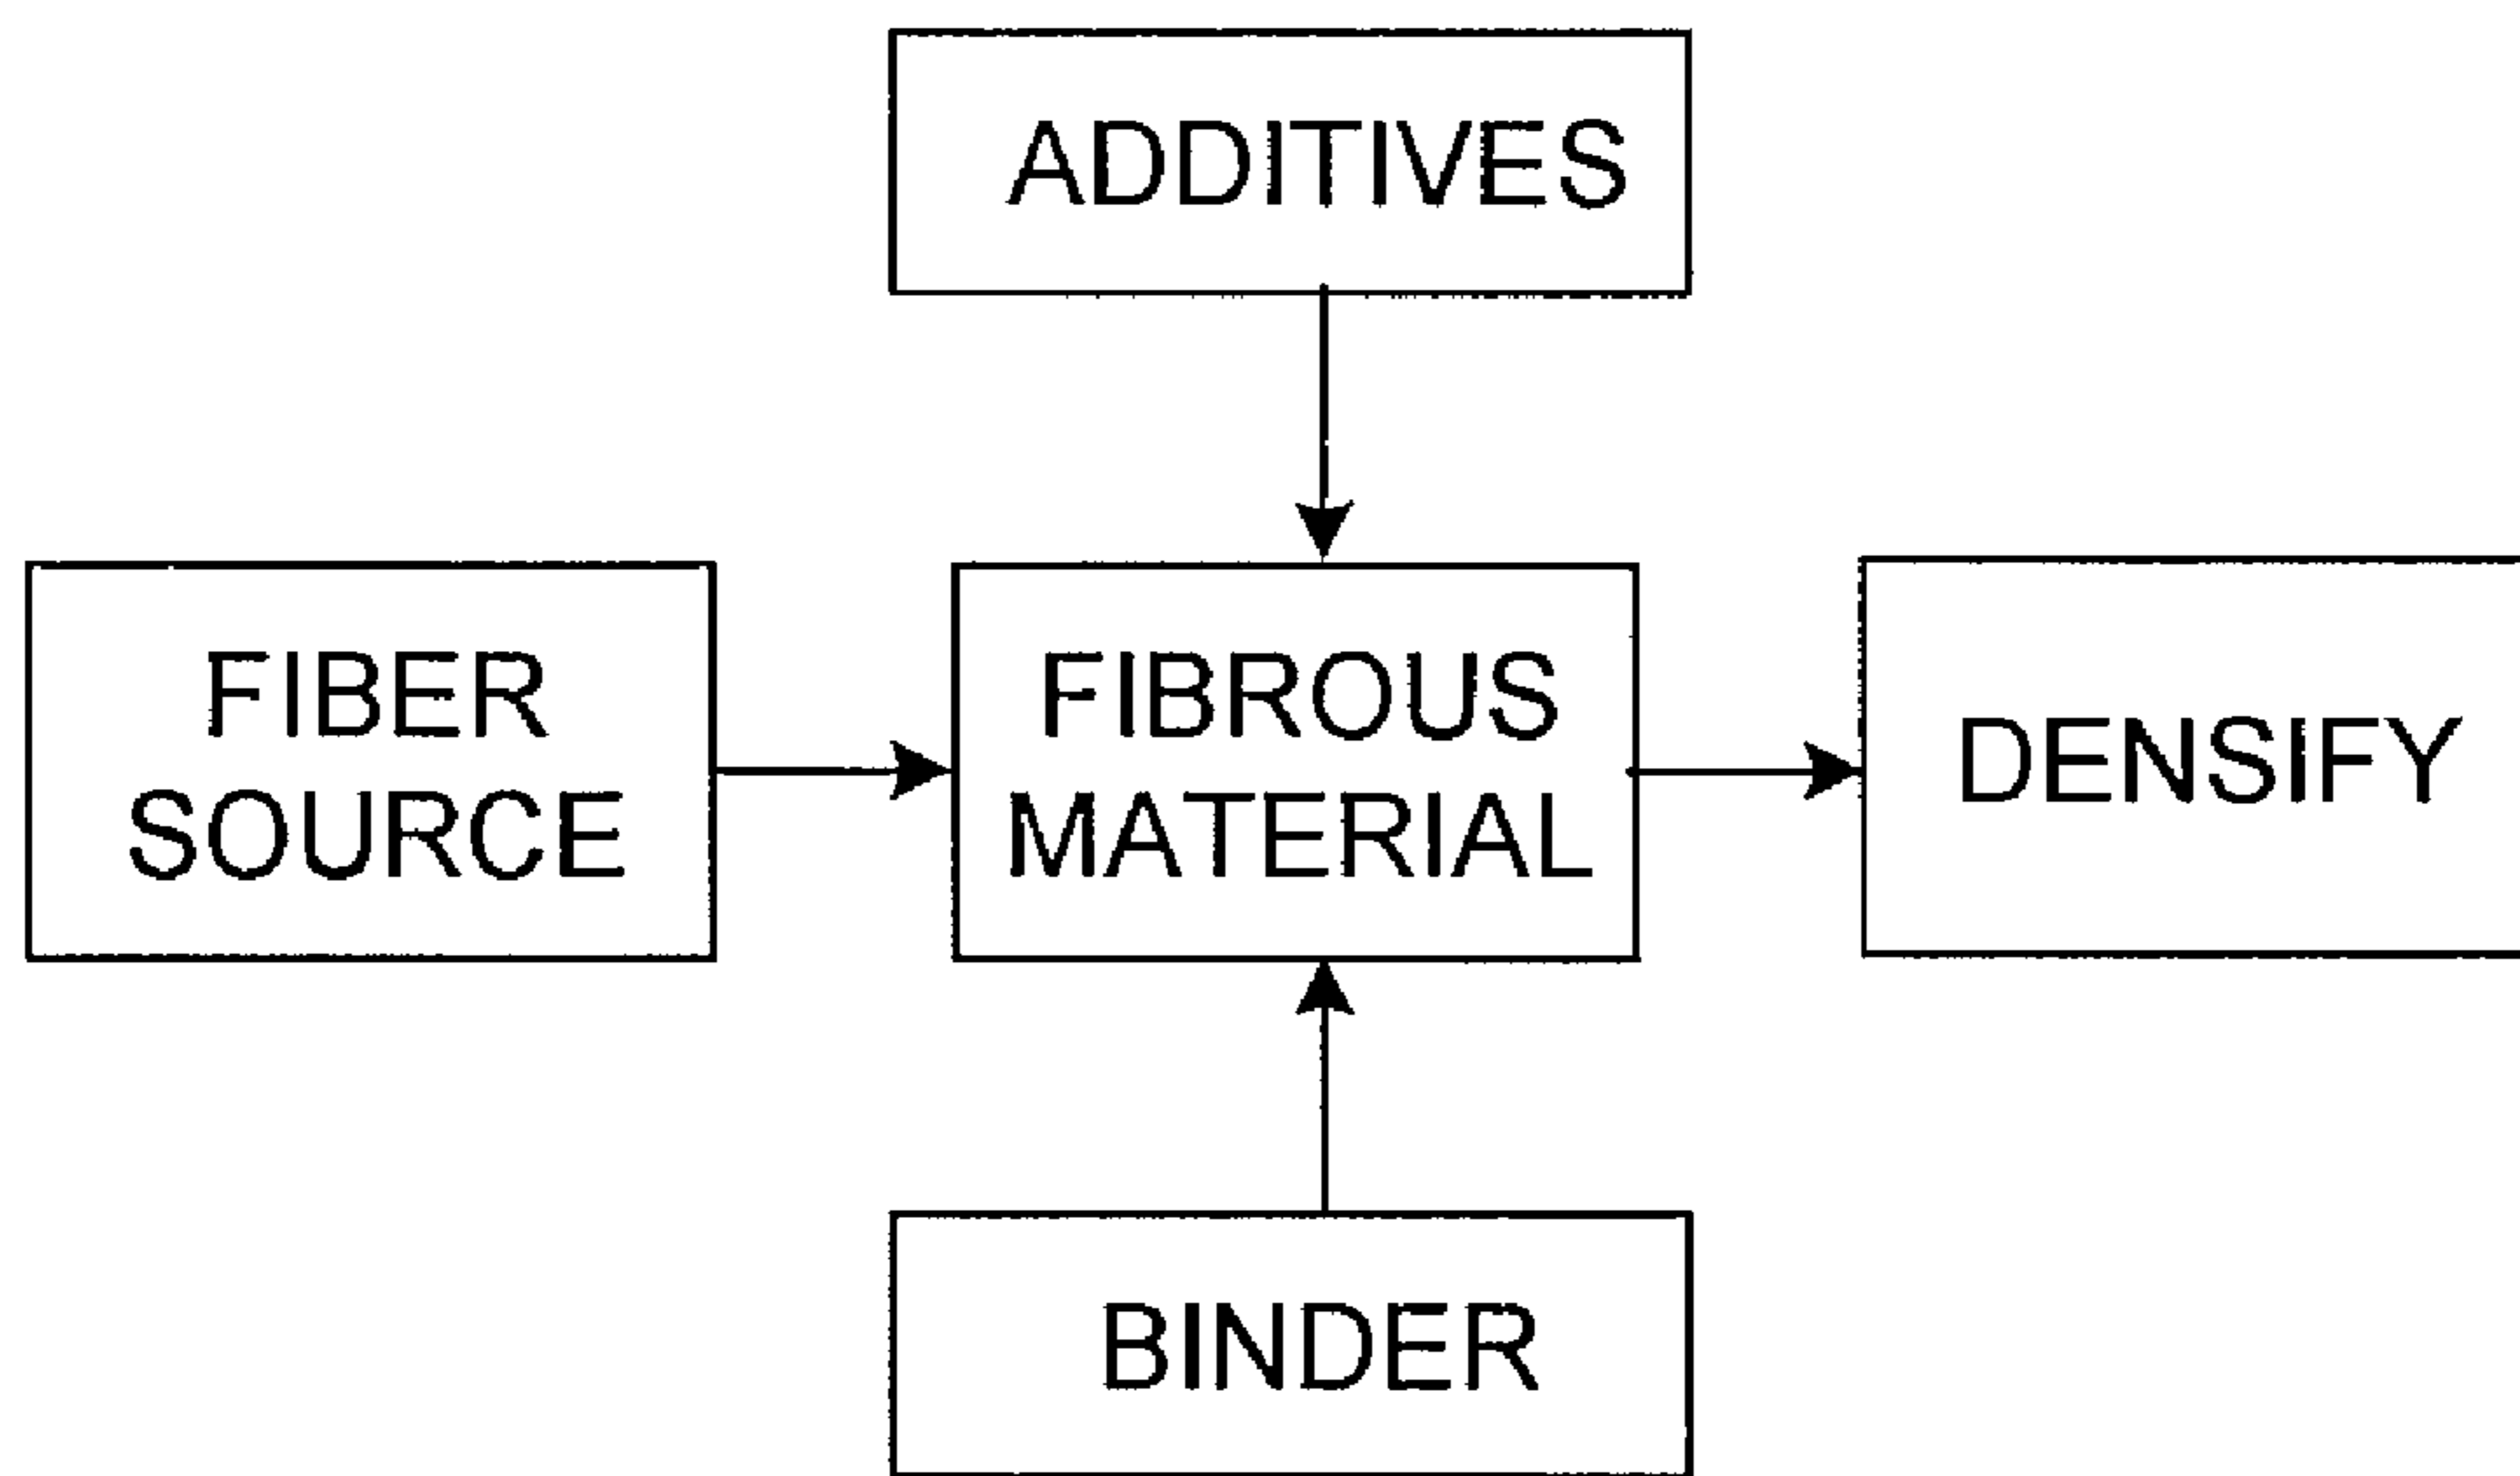 ADDITIVES
FIBER
SOURCE
FIBROUS
MATERIAL
DENSIFY
BINDER